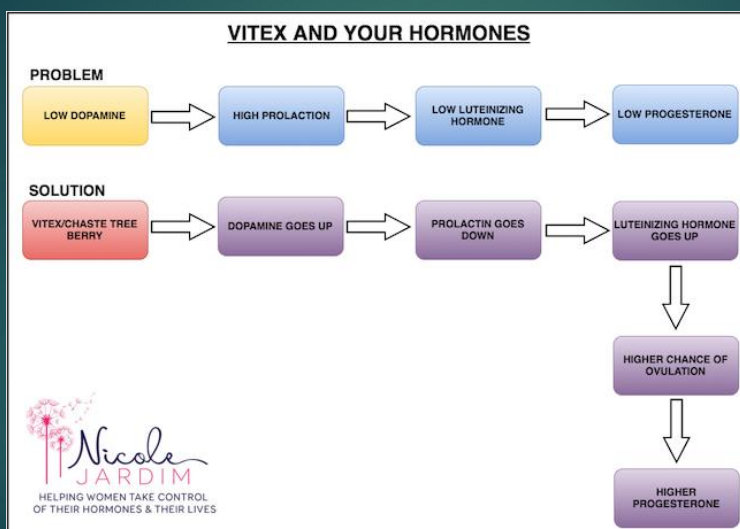 VITEX AND YOUR HORMONES
PROBLEM
LOW DOPAMINE
HIGH PROLACTION
LOW LUTEINIZING
HORMONE
LOW PROGESTERONE
SOLUTION
VITEX/CHASTE TREE
BERRY
DOPAMINE GOES UP
PROLACTIN GOES
DOWN
LUTEINIZING HORMONE
GOES UP
HIGHER CHANCE OF
OVULATION
HIGHER
PROGESTERONE
Nicole
JARDIM
HELPING WOMEN TAKE CONTROL
OF THEIR HORMONES & THEIR LIVES